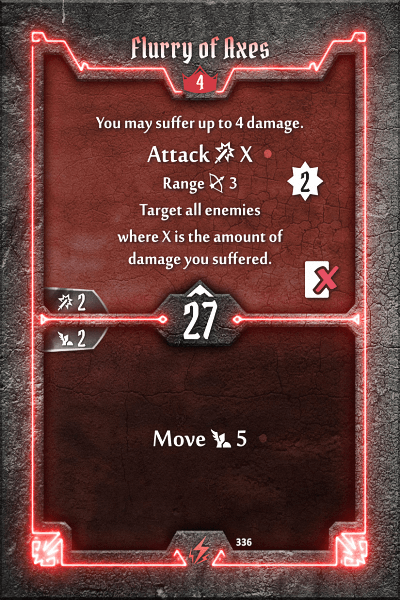 Flurry of Axes
4
You may suffer up to 4 damage.
Attack X
Range 3
2
Target all enemies
where X is the amount of
damage you suffered.
2
27
2
Move 5
336